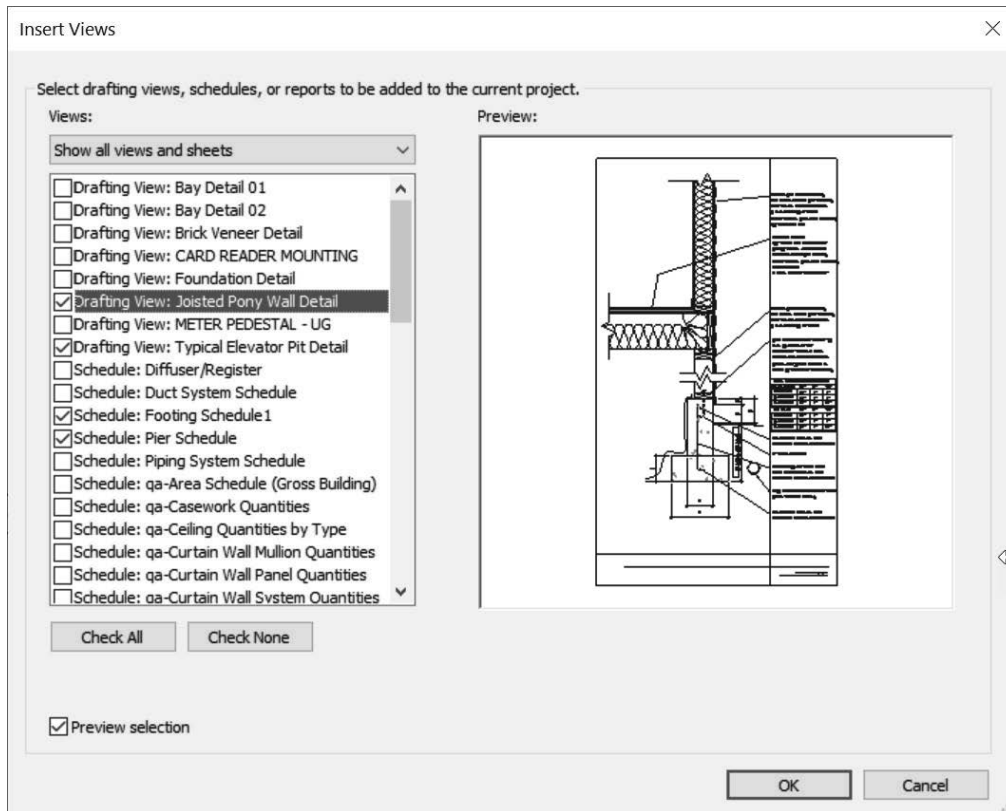 Insert Views
Select drafting views, schedules, or reports to be added to the current project.
Views:
Show all views and sheets
Drafting View: Bay Detail 01
Drafting View: Bay Detail 02
Drafting View: Brick Veneer Detail
Drafting View: CARD READER MOUNTING
Drafting View: Foundation Detail
Drafting View: Joisted Pony Wall Detail
Drafting View: METER PEDESTAL - UG
Drafting View: Typical Elevator Pit Detail
Schedule: Diffuser/Register
Schedule: Duct System Schedule
Schedule: Footing Schedule1
Schedule: Pier Schedule
Schedule: Piping System Schedule
Schedule: qa-Area Schedule (Gross Building)
Schedule: qa-Casework Quantities
Schedule: qa-Ceiling Quantities by Type
Schedule: qa-Curtain Wall Mullion Quantities
Schedule: qa-Curtain Wall Panel Quantities
Schedule: qa-Curtain Wall System Quantities
Check All
Check None
Preview selection
Preview:
OK
Cancel